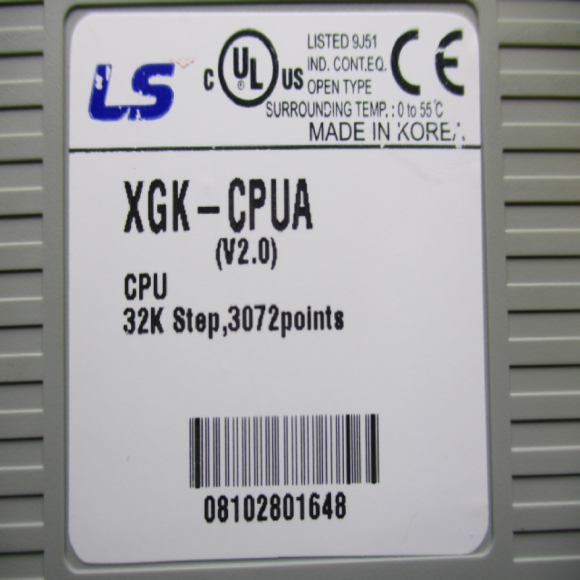 LS
C UL US
LISTED 9J51
IND. CONT.EQ.
OPEN TYPE
CE
SURROUNDING TEMP. : 0 to 55℃
MADE IN KOREA
XGK-CPUA
(V2.0)
CPU
32K Step,3072points
08102801648